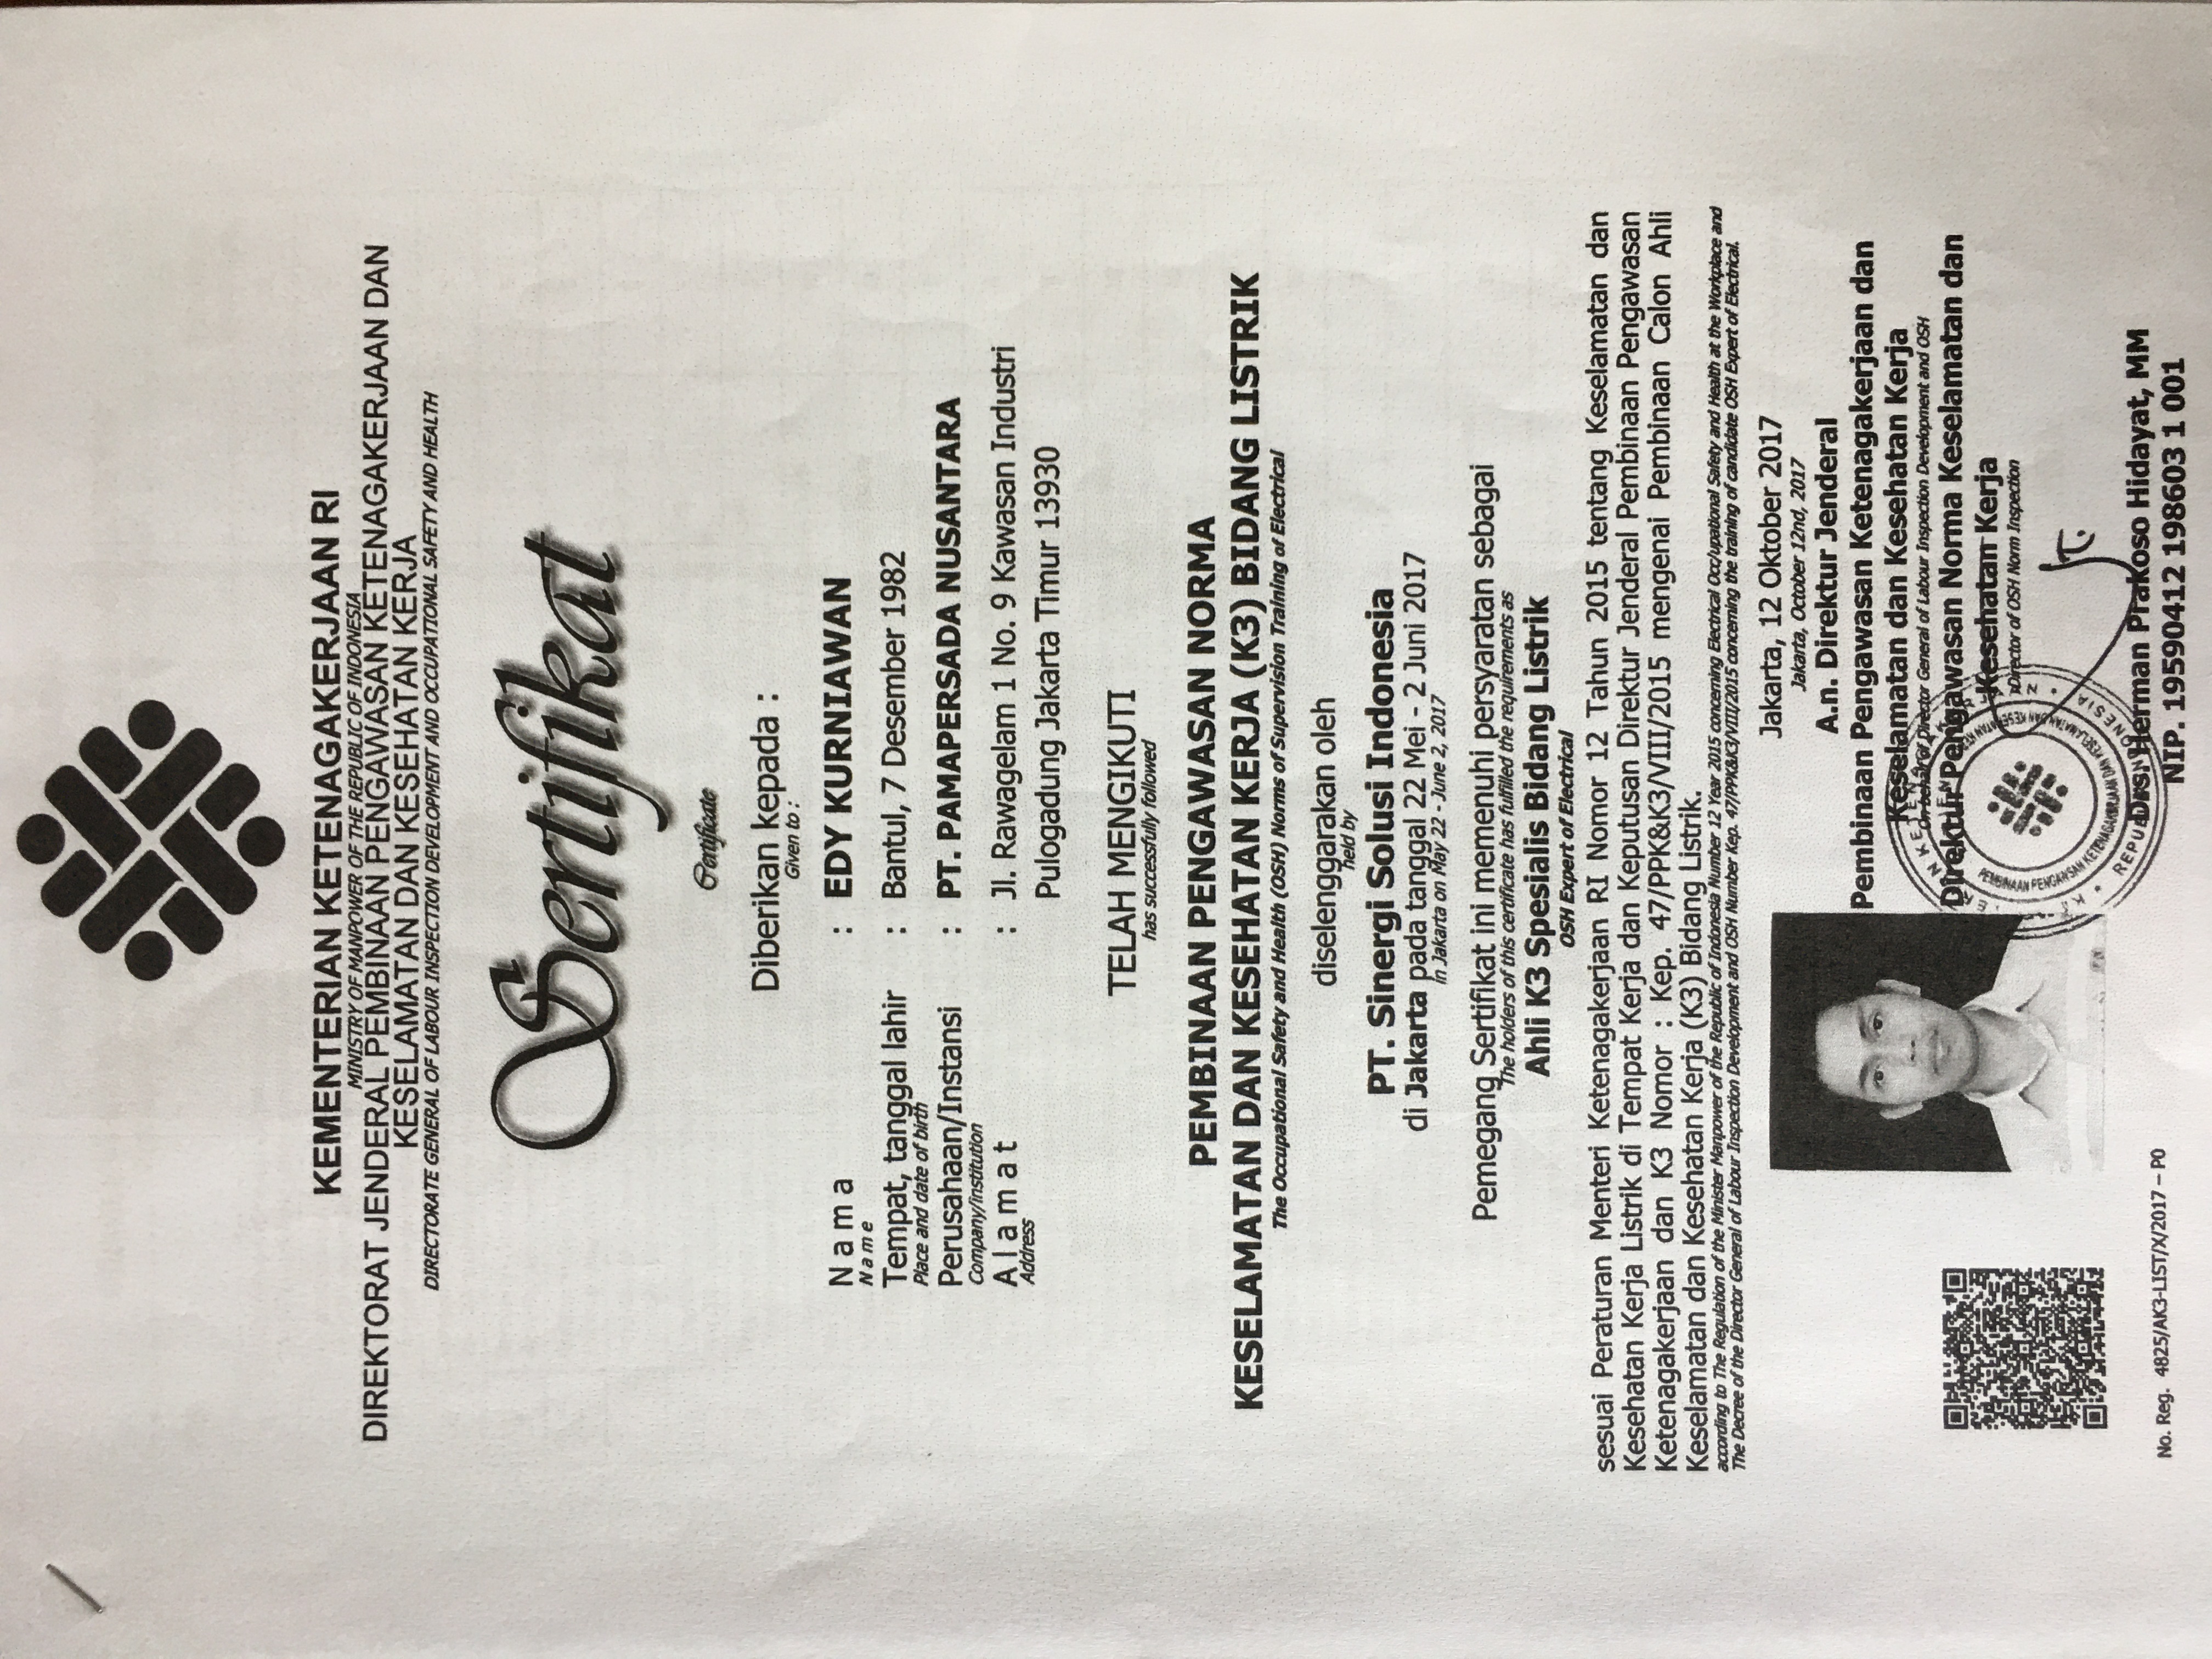 KEMENTERIAN KETENAGAKERJAAN RI
MINISTRY OF MANPOWER OF THE REPUBLIC OF INDONESIA
DIREKTORAT JENDERAL PEMBINAAN PENGAWASAN KETENAGAKERJAAN DAN
KESELAMATAN DAN KESEHATAN KERJA
DIRECTORATE GENERAL OF LABOUR INSPECTION DEVELOPMENT AND OCCUPATIONAL SAFETY AND HEALTH
Sertifikat
Certificate
Diberikan kepada :
Given to :
Nama : EDY KURNIAWAN
Name
Tempat, tanggal lahir : Bantul, 7 Desember 1982
Place and date of birth
Perusahaan/Instansi : PT. PAMAPERSADA NUSANTARA
Company/institution
Alamat : Jl. Rawagelam 1 No. 9 Kawasan Industri
Address
Pulogadung Jakarta Timur 13930
TELAH MENGIKUTI
has successfully followed
PEMBINAAN PENGAWASAN NORMA
KESELAMATAN DAN KESEHATAN KERJA (K3) BIDANG LISTRIK
The Occupational Safety and Health (OSH) Norms of Supervision Training of Electrical
diselenggarakan oleh
held by
PT. Sinergi Solusi Indonesia
di Jakarta pada tanggal 22 Mei - 2 Juni 2017
in Jakarta on May 22 - June 2, 2017
Pemegang Sertifikat ini memenuhi persyaratan sebagai
The holders of this certificate has fulfilled the requirements as
Ahli K3 Spesialis Bidang Listrik
OSH Expert of Electrical
sesuai Peraturan Menteri Ketenagakerjaan RI Nomor 12 Tahun 2015 tentang Keselamatan dan
Kesehatan Kerja Listrik di Tempat Kerja dan Keputusan Direktur Jenderal Pembinaan Pengawasan
Ketenagakerjaan dan K3 Nomor : Kep. 47/PPK&K3/VIII/2015 mengenai Pembinaan Calon Ahli
Keselamatan dan Kesehatan Kerja (K3) Bidang Listrik.
according to The Regulation of the Minister Manpower of the Republic of Indonesia Number 12 Year 2015 concerning Electrical Occ/upational Safety and Health at the Workplace and
The Decree of the Director General of Labour Inspection Development and OSH Number Kep. 47/PPK&K3/VIII/2015 concerning the training of candidate OSH Expert of Electrical.
Jakarta, 12 Oktober 2017
Jakarta, October 12nd, 2017
A.n. Direktur Jenderal
Pembinaan Pengawasan Ketenagakerjaan dan
Keselamatan dan Kesehatan Kerja
On behalf of Director General of Labour Inspection Development and OSH
Direktur Pengawasan Norma Keselamatan dan
Kesehatan Kerja
Director of OSH Norm Inspection
REPUBLIK INDONESIA
Drs. Herman Prakoso Hidayat, MM
NIP. 19590412 198603 1 001
No. Reg. 4825/AK3-LIST/X/2017 – P0